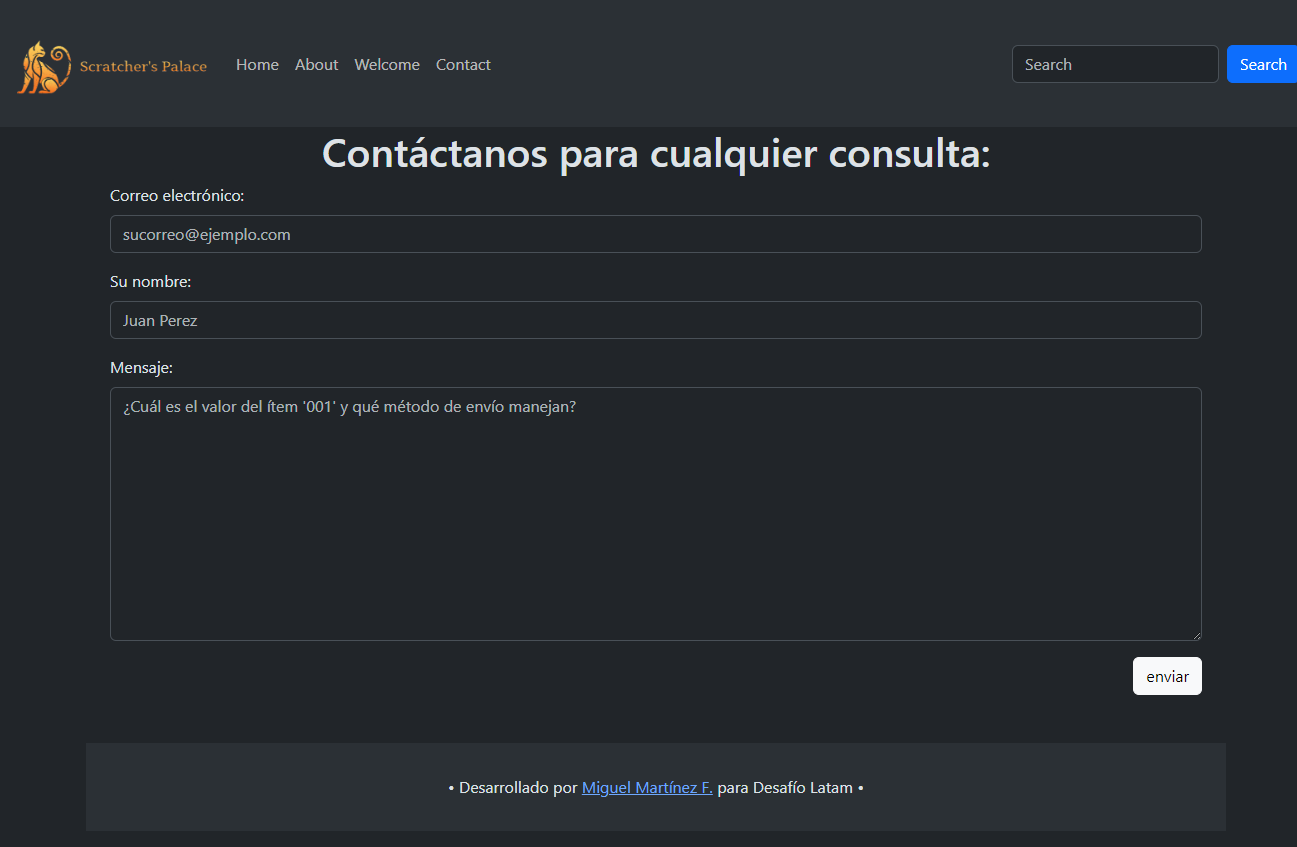 Scratcher's Palace Home About Welcome Contact Search Search
Contáctanos para cualquier consulta:
Correo electrónico:
sucorreo@ejemplo.com
Su nombre:
Juan Perez
Mensaje:
¿Cuál es el valor del ítem '001' y qué método de envío manejan?
enviar
• Desarrollado por Miguel Martínez F. para Desafío Latam •